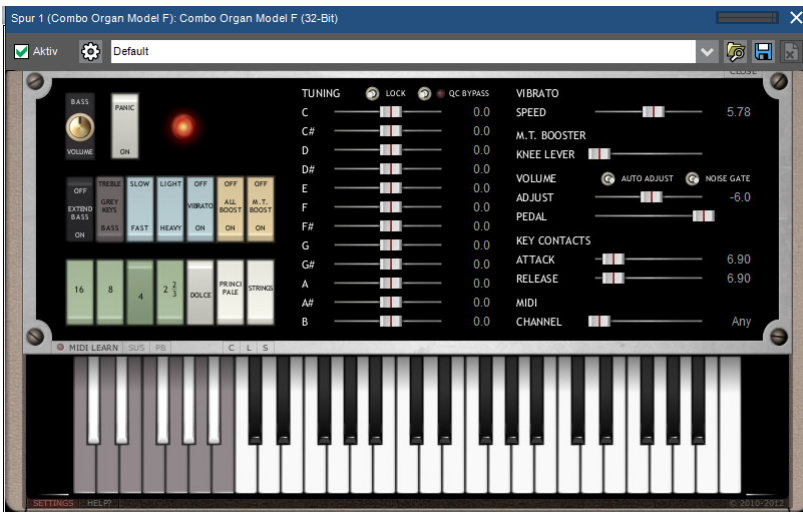 Spur 1 (Combo Organ Model F): Combo Organ Model F (32-Bit)
Aktiv
Default
CLOSE
BASS
VOLUME
PANIC
ON
OFF
EXTEND
BASS
ON
TREBLE
GREY
KEYS
BASS
SLOW
FAST
LIGHT
HEAVY
OFF
VIBRATO
ON
OFF
ALL
BOOST
ON
OFF
M.T.
BOOST
ON
16
8
4
2 2/3
DOLCE
PRINCI
PALE
STRINGS
TUNING LOCK QC BYPASS
C 0.0
C# 0.0
D 0.0
D# 0.0
E 0.0
F 0.0
F# 0.0
G 0.0
G# 0.0
A 0.0
A# 0.0
B 0.0
VIBRATO
SPEED 5.78
M.T. BOOSTER
KNEE LEVER
VOLUME AUTO ADJUST NOISE GATE
ADJUST -6.0
PEDAL
KEY CONTACTS
ATTACK 6.90
RELEASE 6.90
MIDI
CHANNEL Any
MIDI LEARN SUS PB C L S
SETTINGS HELP? © 2010-2012